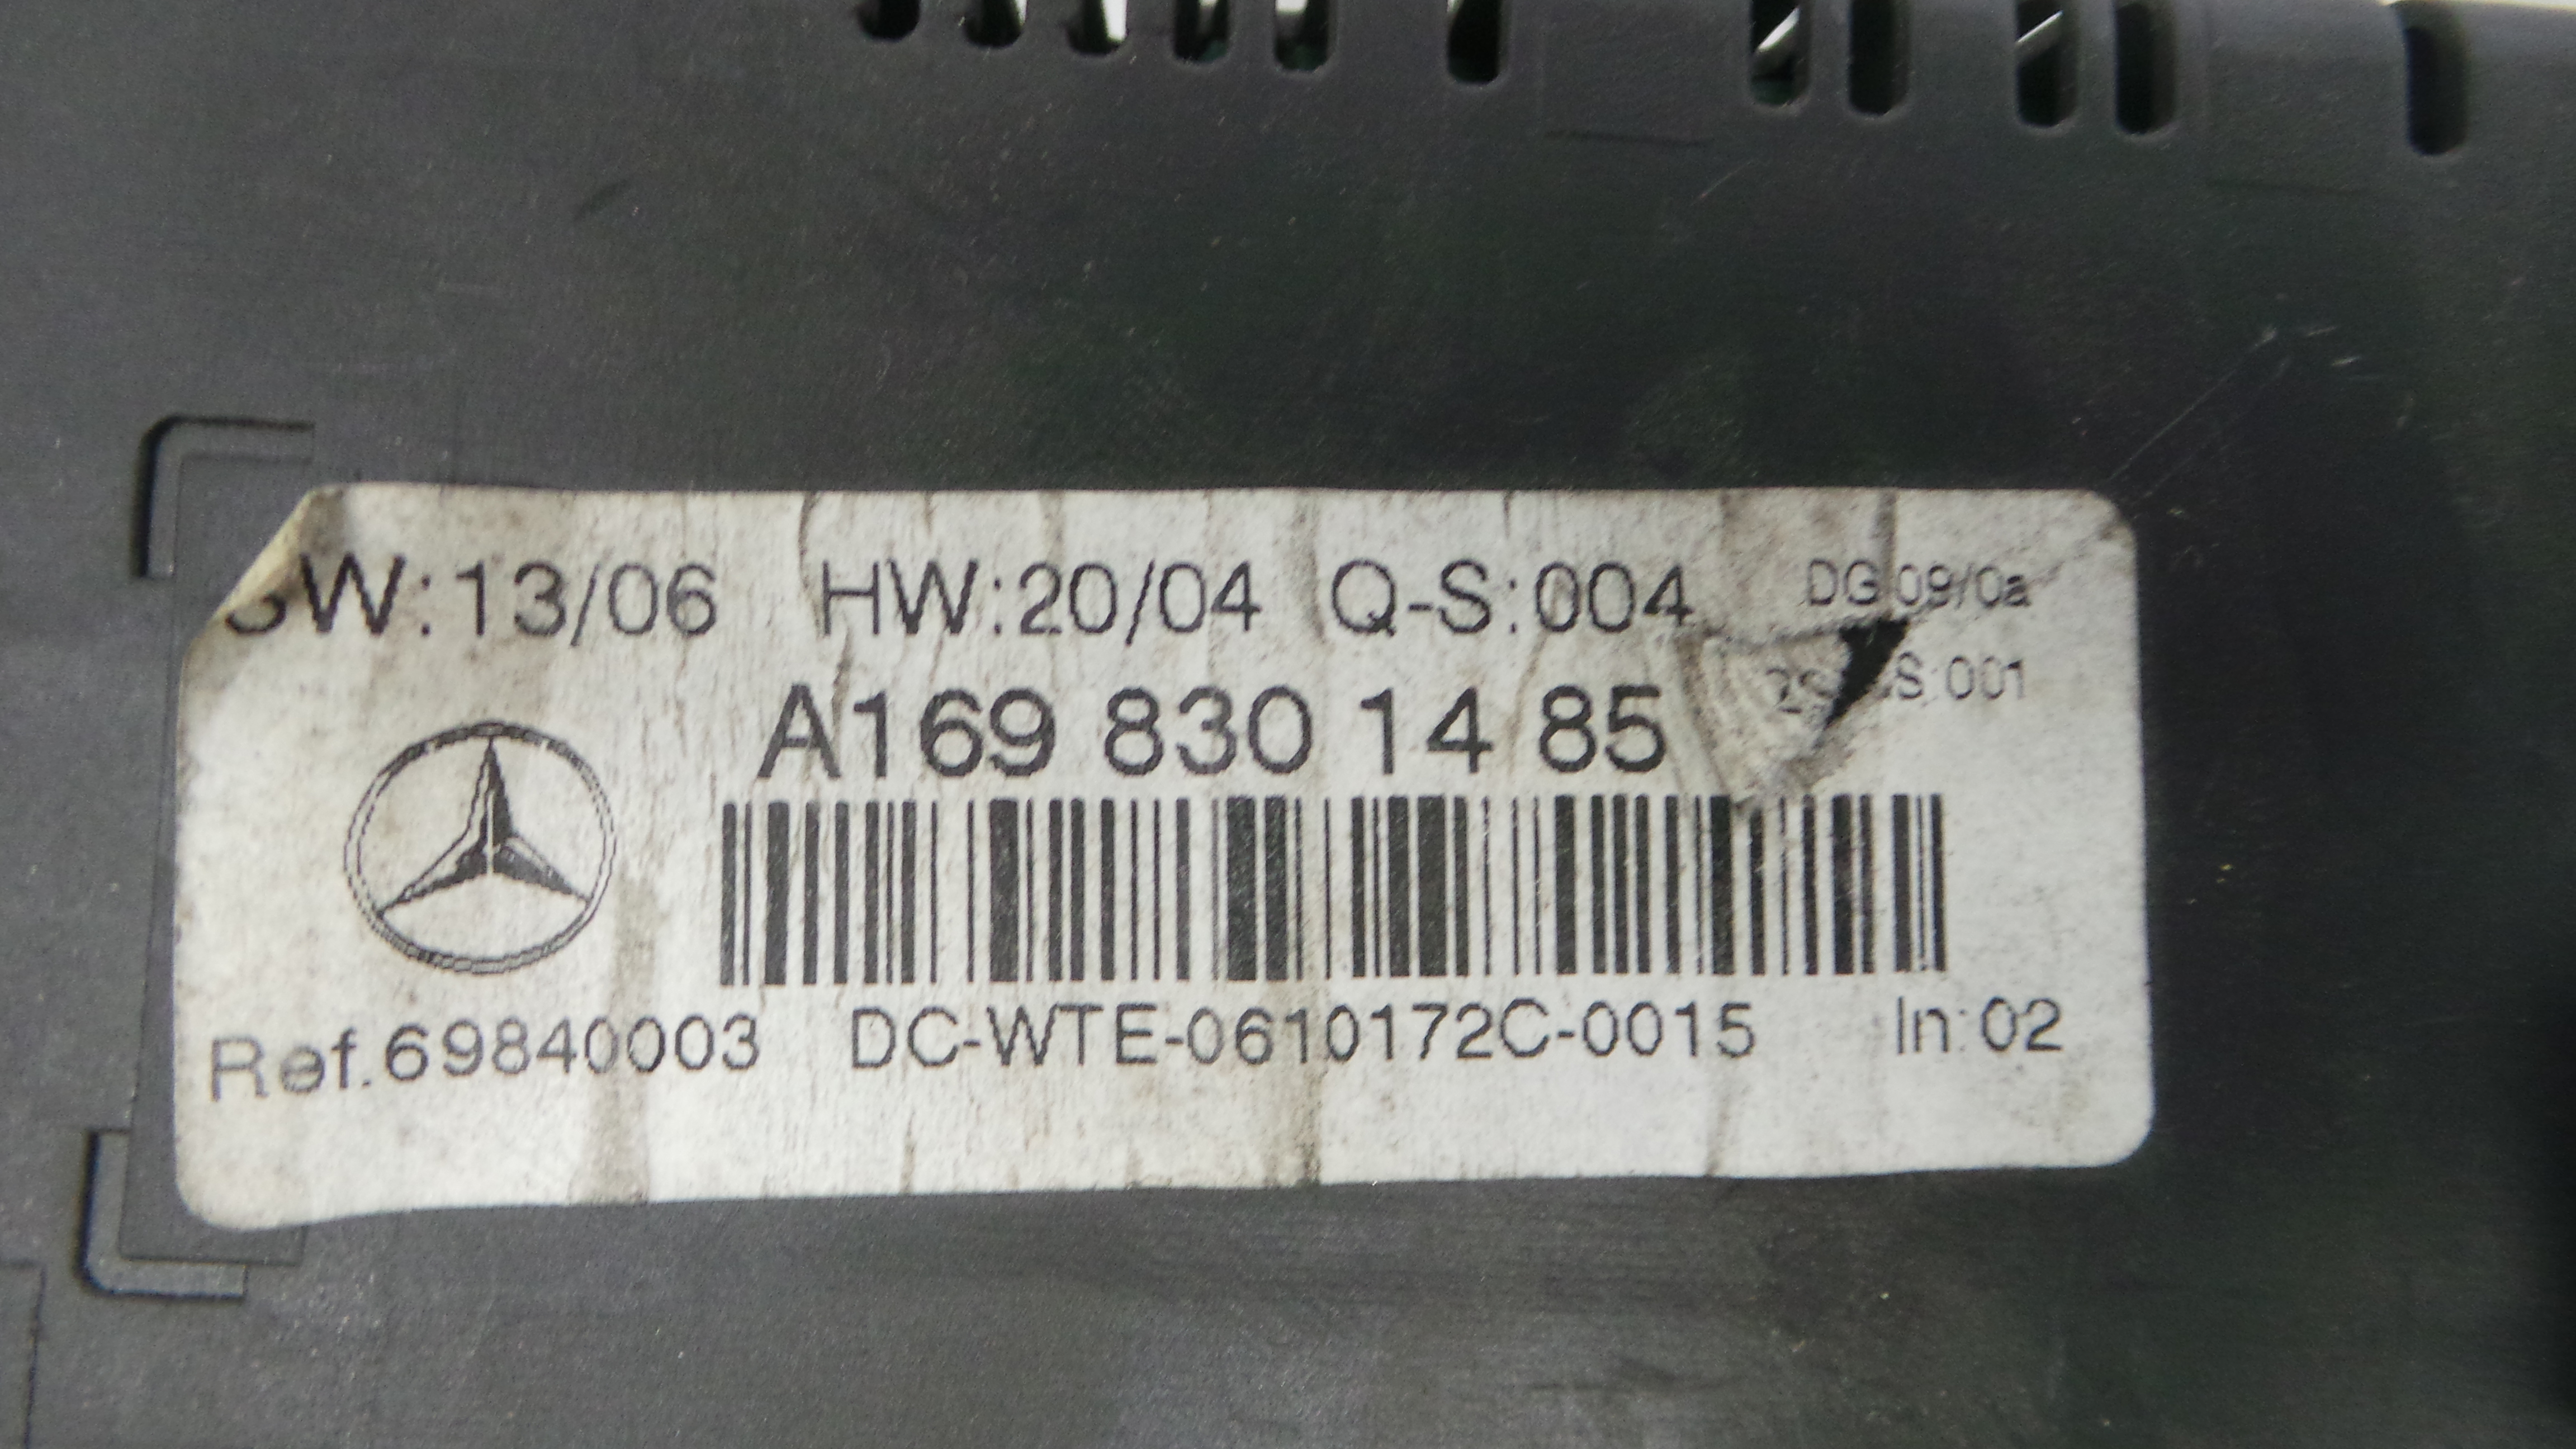 SW:13/06 HW:20/04 Q-S:004 DG 09/0a
S:001
A169 830 14 85
Ref.69840003 DC-WTE-0610172C-0015 In:02